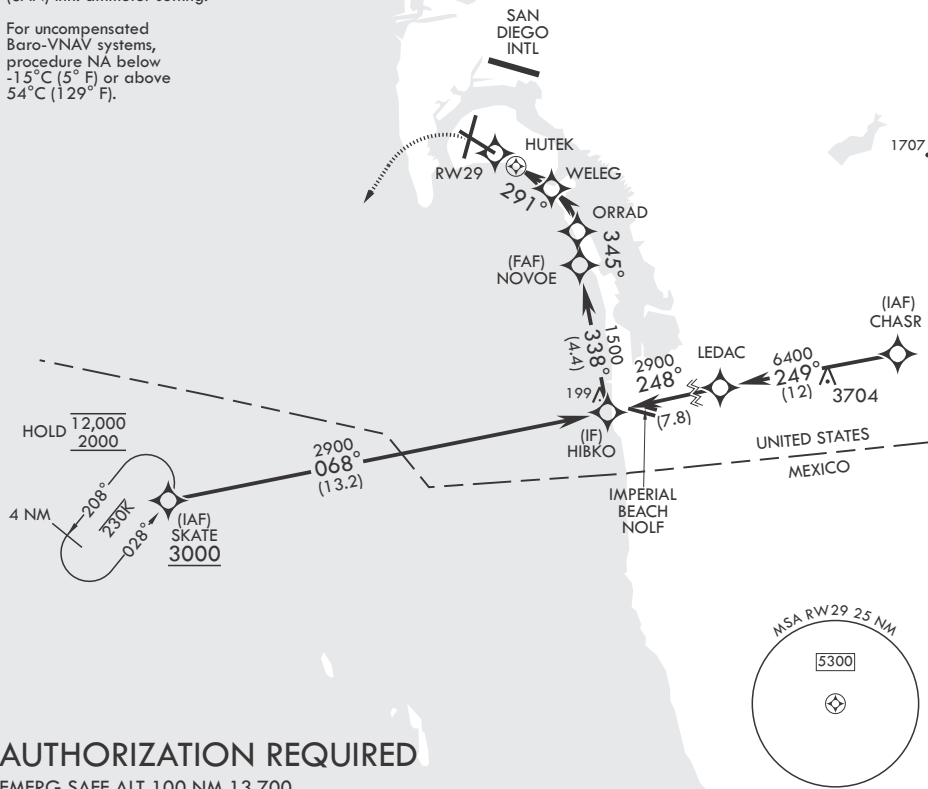 For uncompensated
Baro-VNAV systems,
procedure NA below
-15°C (5° F) or above
54°C (129° F).
SAN
DIEGO
INTL
HUTEK
RW29
WELEG
291°
ORRAD
345°
(FAF)
NOVOE
1707
(IAF)
CHASR
1500
338°
(4.4)
LEDAC
6400
249°
(12)
3704
2900
248°
(7.8)
199
(IF)
HIBKO
UNITED STATES
MEXICO
IMPERIAL
BEACH
NOLF
HOLD
12,000
2000
2900
068°
(13.2)
4 NM
208°
230K
028°
(IAF)
SKATE
3000
MSA RW29 25 NM
5300
AUTHORIZATION REQUIRED
EMERG SAFE ALT 100 NM 13,700